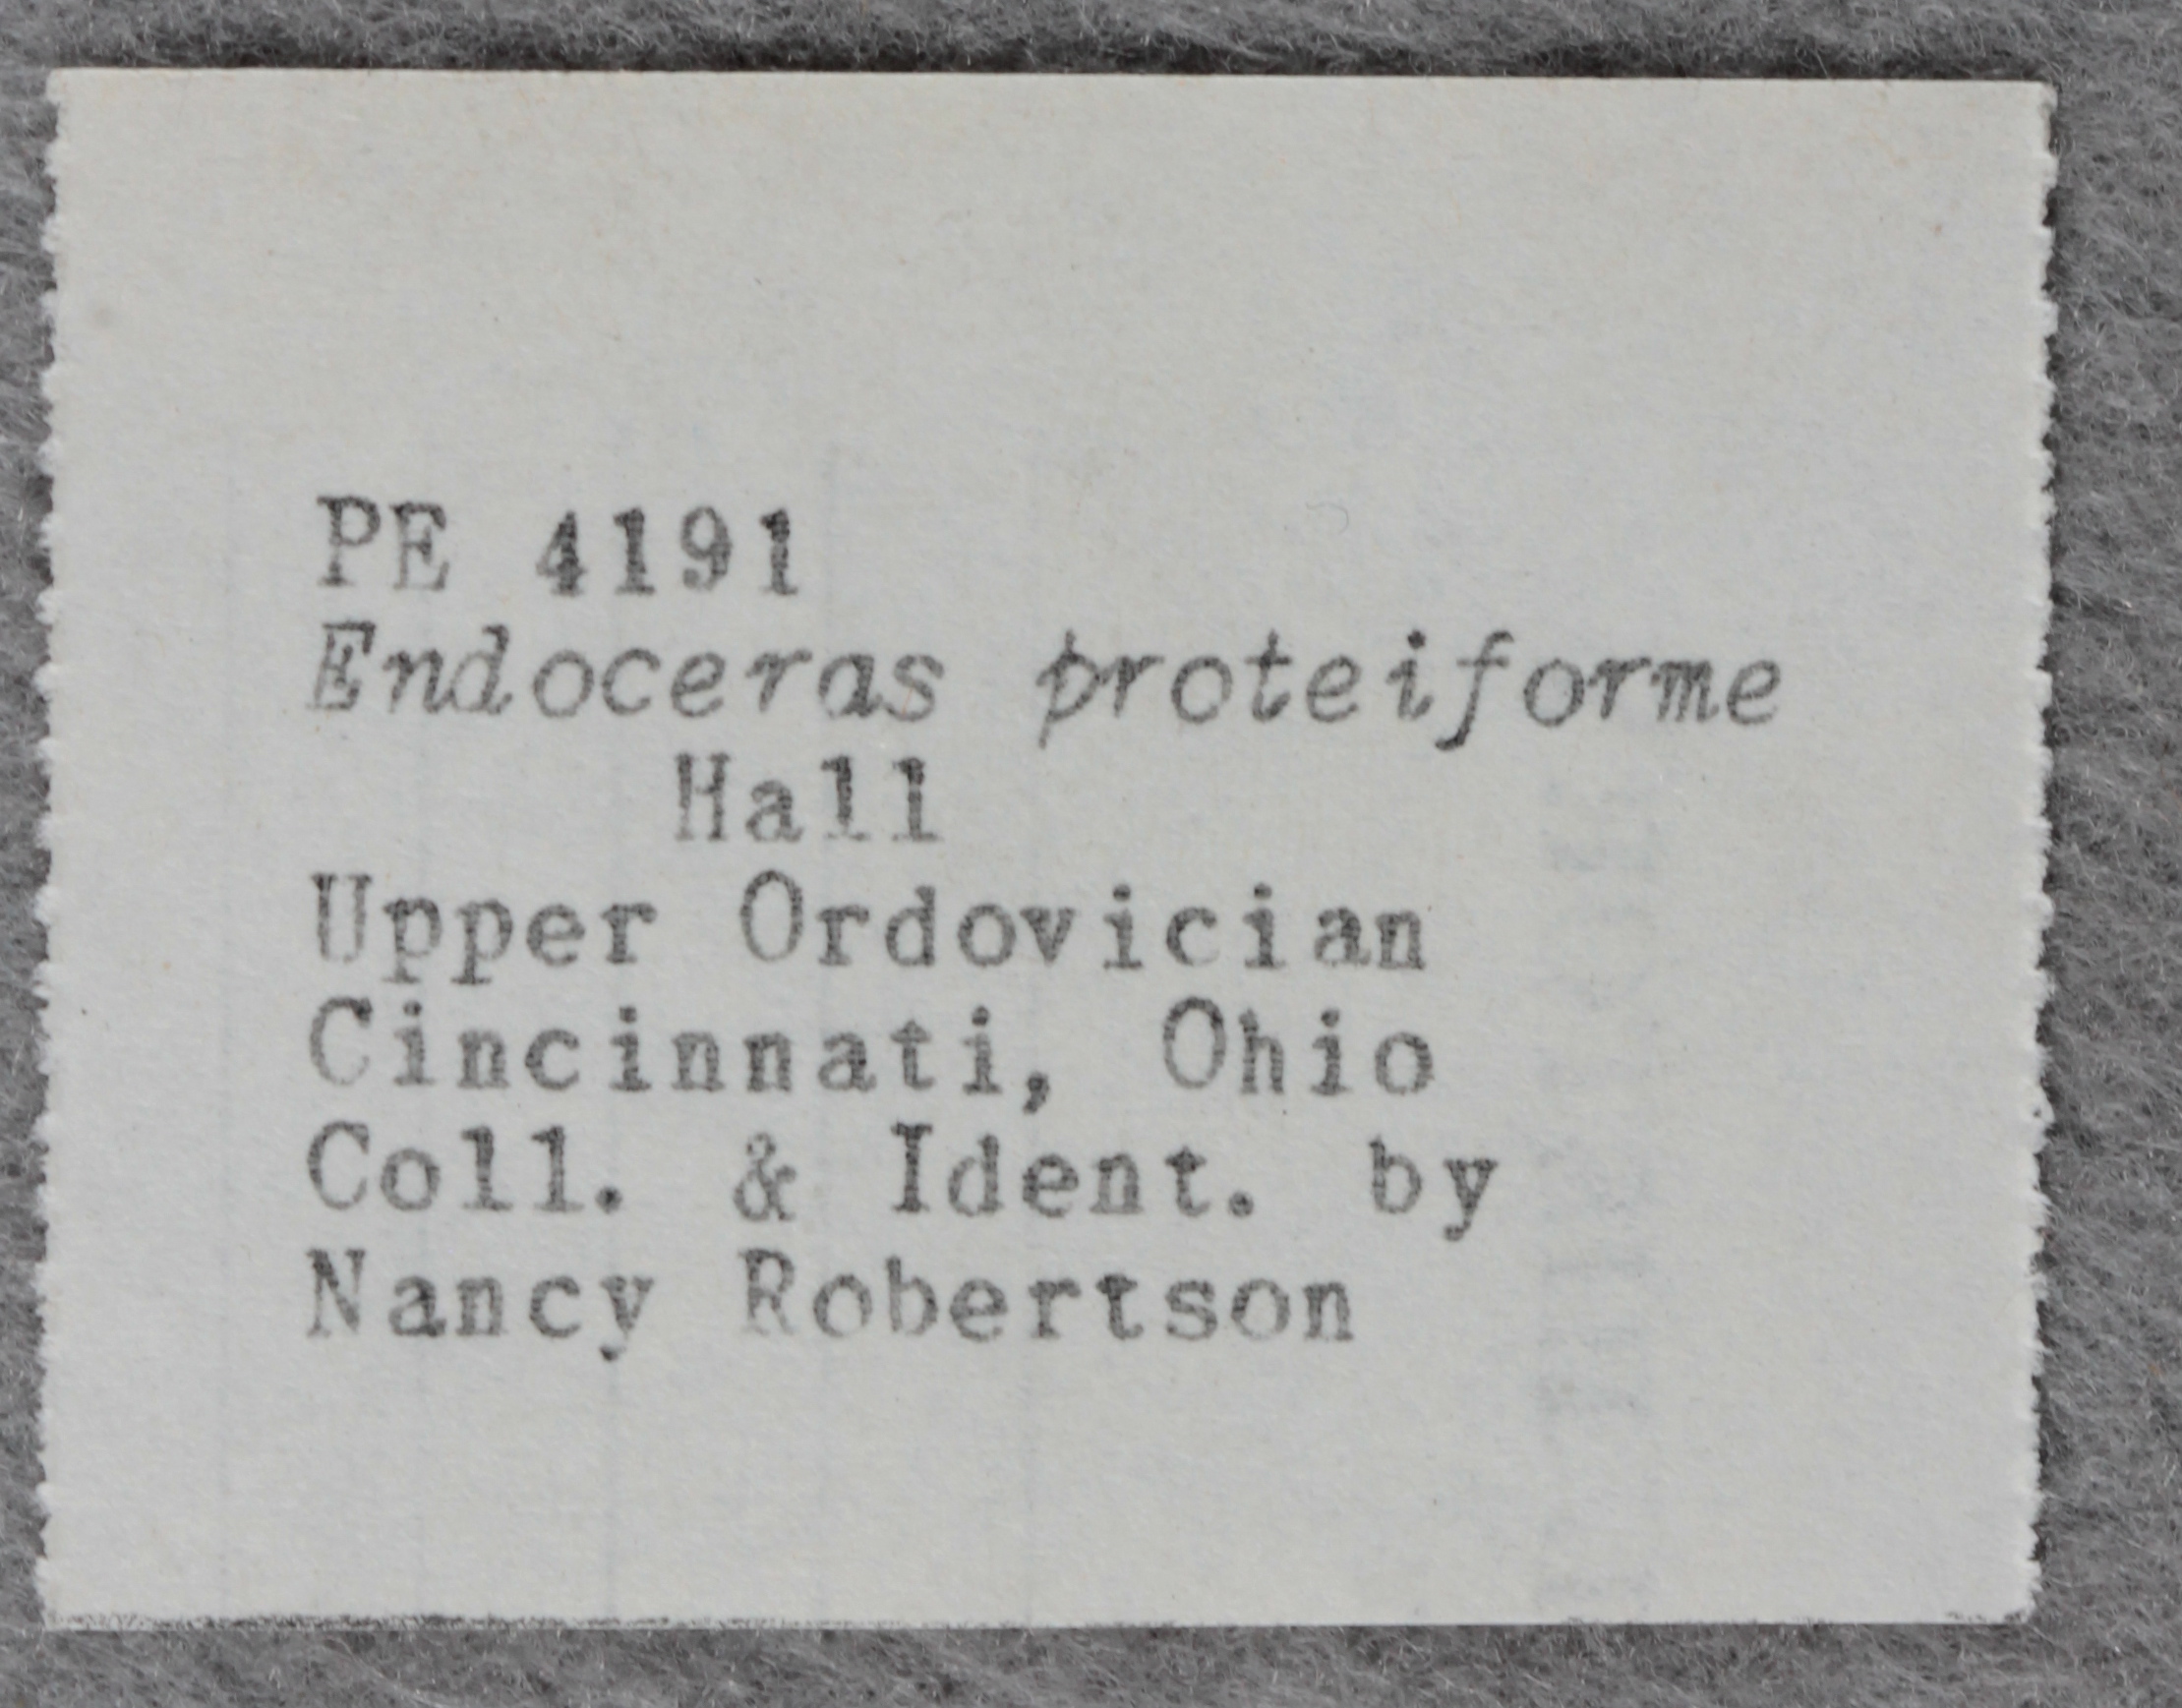 PE 4191
Endoceras proteiforme
Hall
Upper Ordovician
Cincinnati, Ohio
Coll. & Ident. by
Nancy Robertson